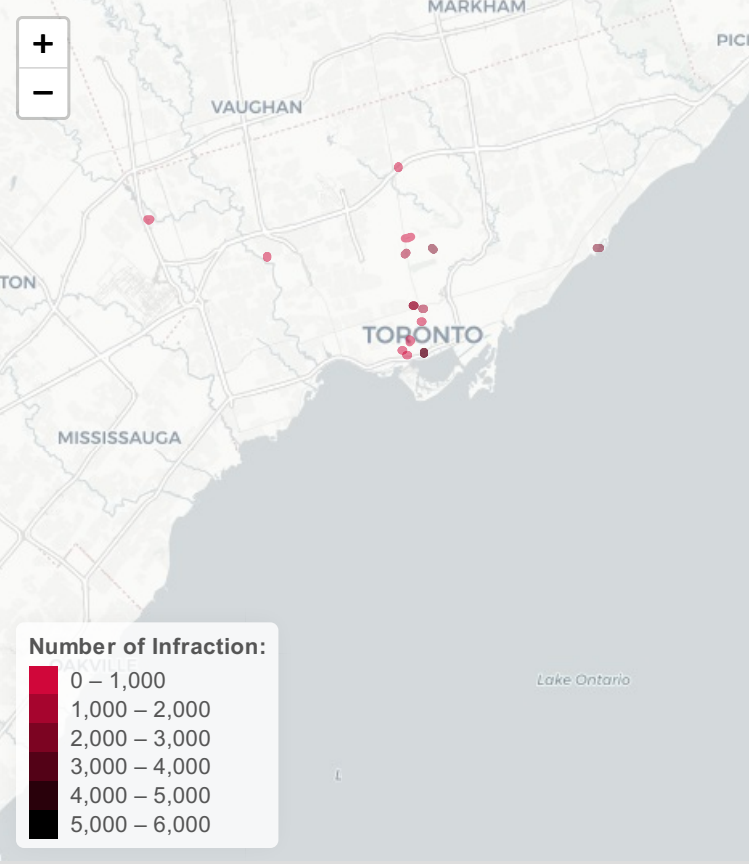 MARKHAM
+
PIC
−
VAUGHAN
TON
TORONTO
MISSISSAUGA
Number of Infraction:
OAKVILLE
0 – 1,000
1,000 – 2,000
2,000 – 3,000
3,000 – 4,000
4,000 – 5,000
5,000 – 6,000
Lake Ontario
L